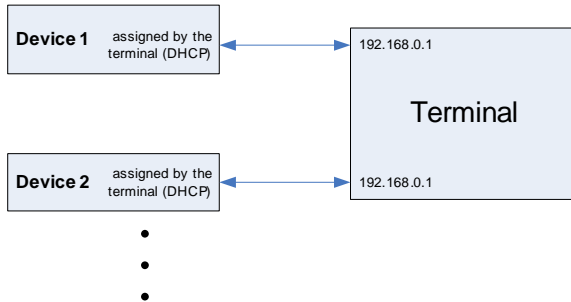 Device 1
assigned by the
terminal (DHCP)
192.168.0.1
Terminal
Device 2
assigned by the
terminal (DHCP)
192.168.0.1